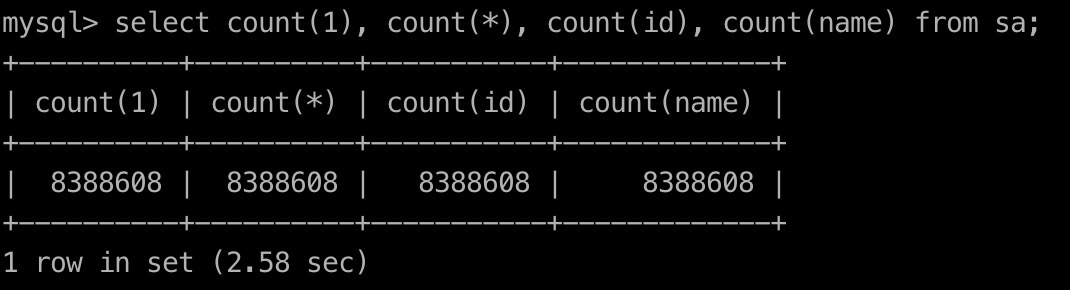 mysql> select count(1), count(*), count(id), count(name) from sa;
+----------+----------+-----------+-------------+
| count(1) | count(*) | count(id) | count(name) |
+----------+----------+-----------+-------------+
|  8388608 |  8388608 |   8388608 |     8388608 |
+----------+----------+-----------+-------------+
1 row in set (2.58 sec)